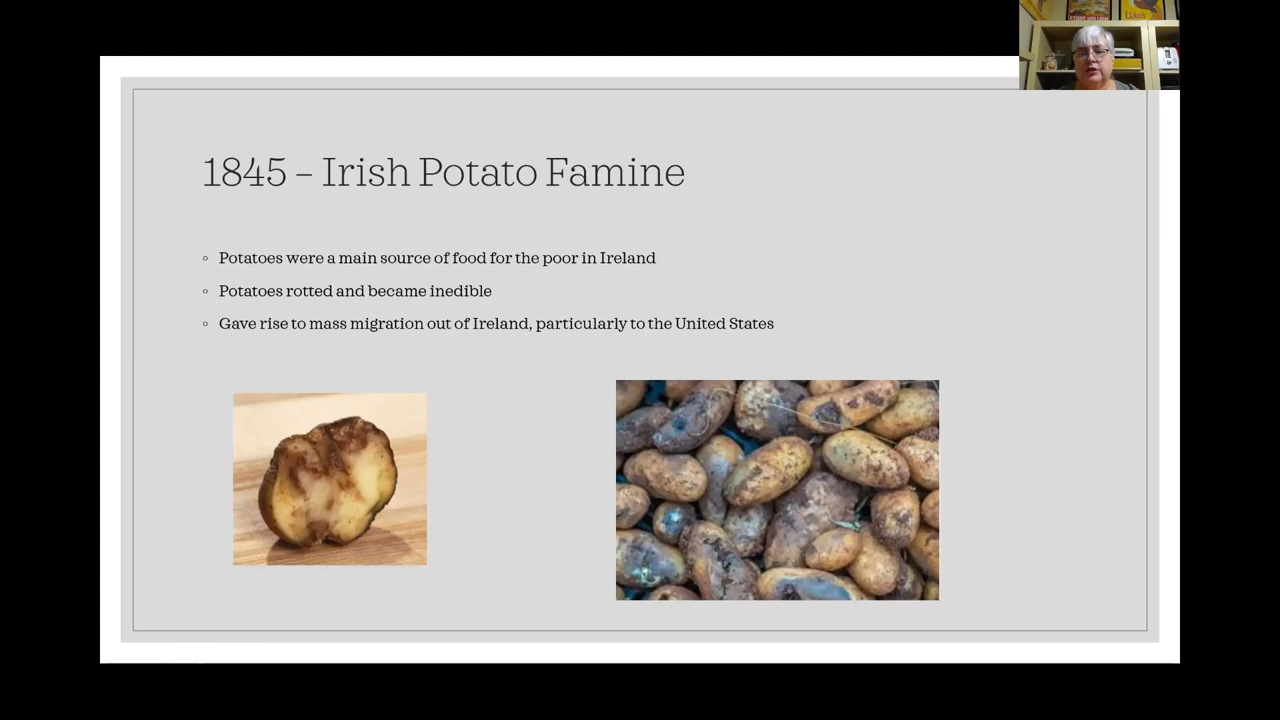 1845 – Irish Potato Famine
Potatoes were a main source of food for the poor in Ireland
Potatoes rotted and became inedible
Gave rise to mass migration out of Ireland, particularly to the United States
Luke's